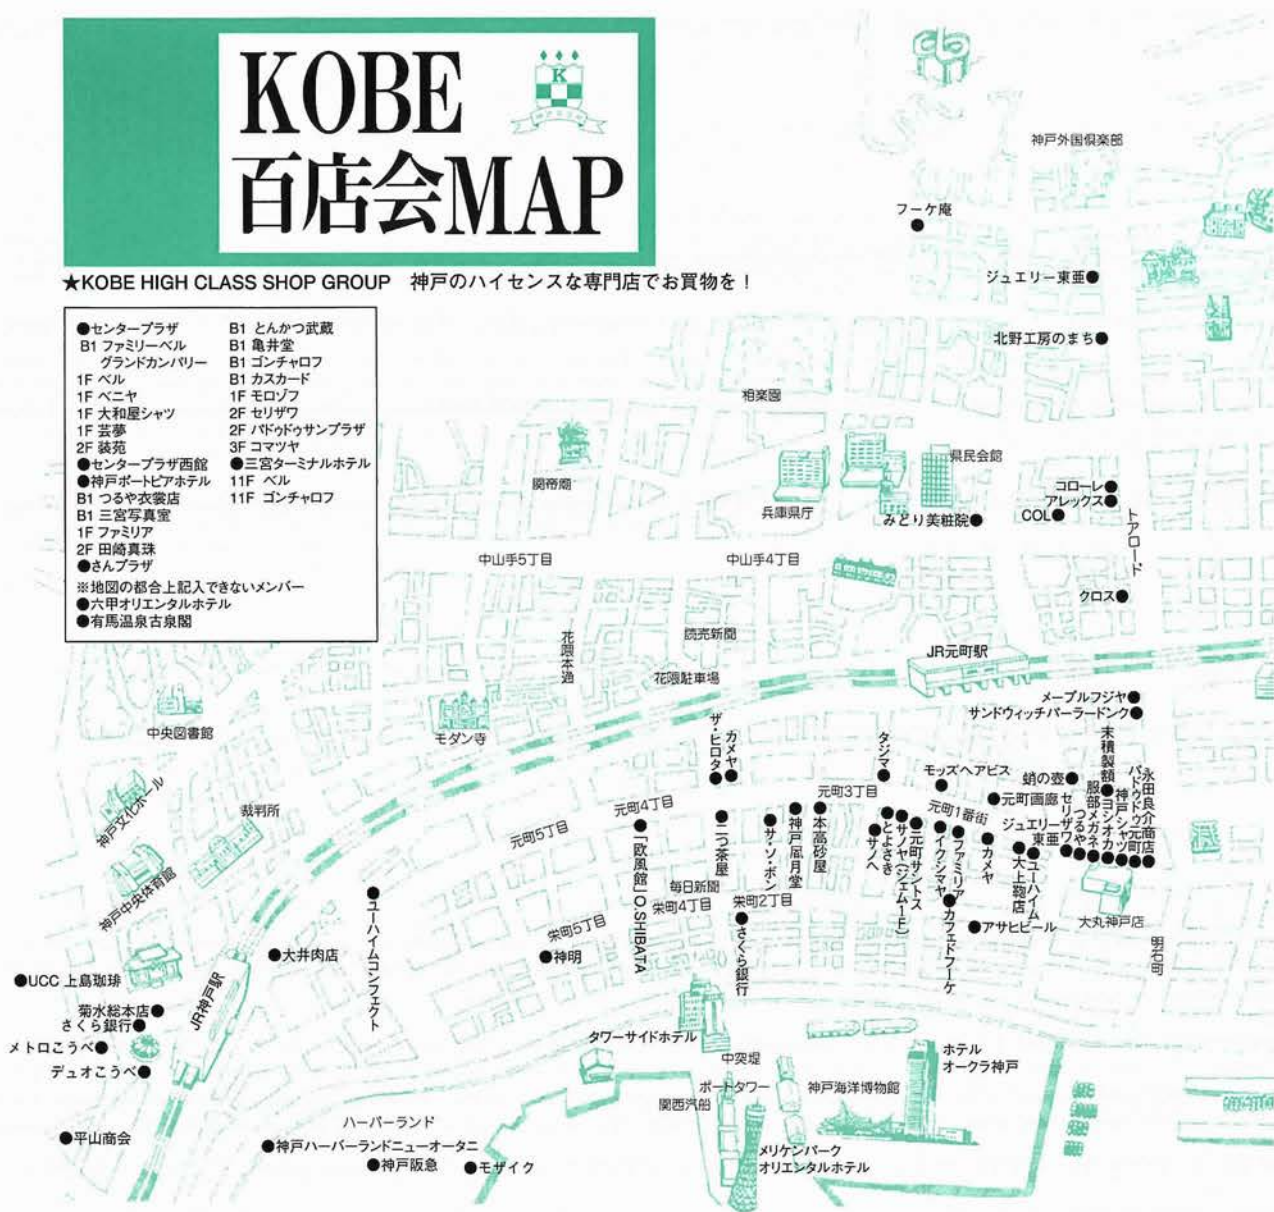 KOBE
百店会MAP
K
★KOBE HIGH CLASS SHOP GROUP 神戸のハイセンスな専門店でお買物を!
●センタープラザ
B1 ファミリーベル
グランドカンパリー
1F ベル
1F ベニヤ
1F 大和屋シャツ
1F 芸夢
2F 装苑
●センタープラザ西館
●神戸ポートピアホテル
B1 つるや衣裳店
B1 三宮写真室
1F ファミリア
2F 田崎真珠
●さんプラザ
B1 とんかつ武蔵
B1 亀井堂
B1 ゴンチャロフ
B1 カスカード
1F モロゾフ
2F セリザワ
2F パドゥドゥサンプラザ
3F コマツヤ
●三宮ターミナルホテル
11F ベル
11F ゴンチャロフ
※地図の都合上記入できないメンバー
●六甲オリエンタルホテル
●有馬温泉古泉閣
神戸外国倶楽部
フーケ庵
ジュエリー東亜●
北野工房のまち●
相楽園
関帝廟
兵庫県庁
県民会館
みどり美粧院●
コローレ●
アレックス●
COL●
トアロード
中山手5丁目
中山手4丁目
クロス●
花隈本通
読売新聞
花隈駐車場
JR元町駅
メープルフジヤ●
サンドウィッチパーラードンク●
中央図書館
モダン寺
ザ・ヒロタ
カメヤ
タジマ
モッズヘアビス
蛸の壺●
末積製額
●元町画廊
ジュエリー
東亜
セリザワ
つるや
服部メガネ
ヨシオカ
神戸シャツ
パドゥドゥ元町
永田良介商店
神戸文化ホール
裁判所
元町5丁目
元町4丁目
元町3丁目
元町1番街
「欧風館」O.SHIBATA
二つ茶屋
サ・ソ・ボン
神戸凮月堂
本高砂屋
サノへ
とよさき
サノヤ(ジェム1F)
元町サントス
イクシマヤ
ファミリア
カメヤ
大上鞄店
ユーハイム
カフェドフーケ
●アサヒビール
大丸神戸店
明石町
毎日新聞
栄町5丁目
栄町4丁目
栄町2丁目
●さくら銀行
●神明
神戸中央体育館
ユーハイムコンフェクト
●大井肉店
●UCC 上島珈琲
JR神戸駅
菊水総本店●
さくら銀行●
メトロこうべ●
デュオこうべ●
●平山商会
タワーサイドホテル
中突堤
ポートタワー
関西汽船
神戸海洋博物館
ホテル
オークラ神戸
メリケンパーク
オリエンタルホテル
ハーバーランド
●神戸ハーバーランドニューオータニ
●神戸阪急
●モザイク